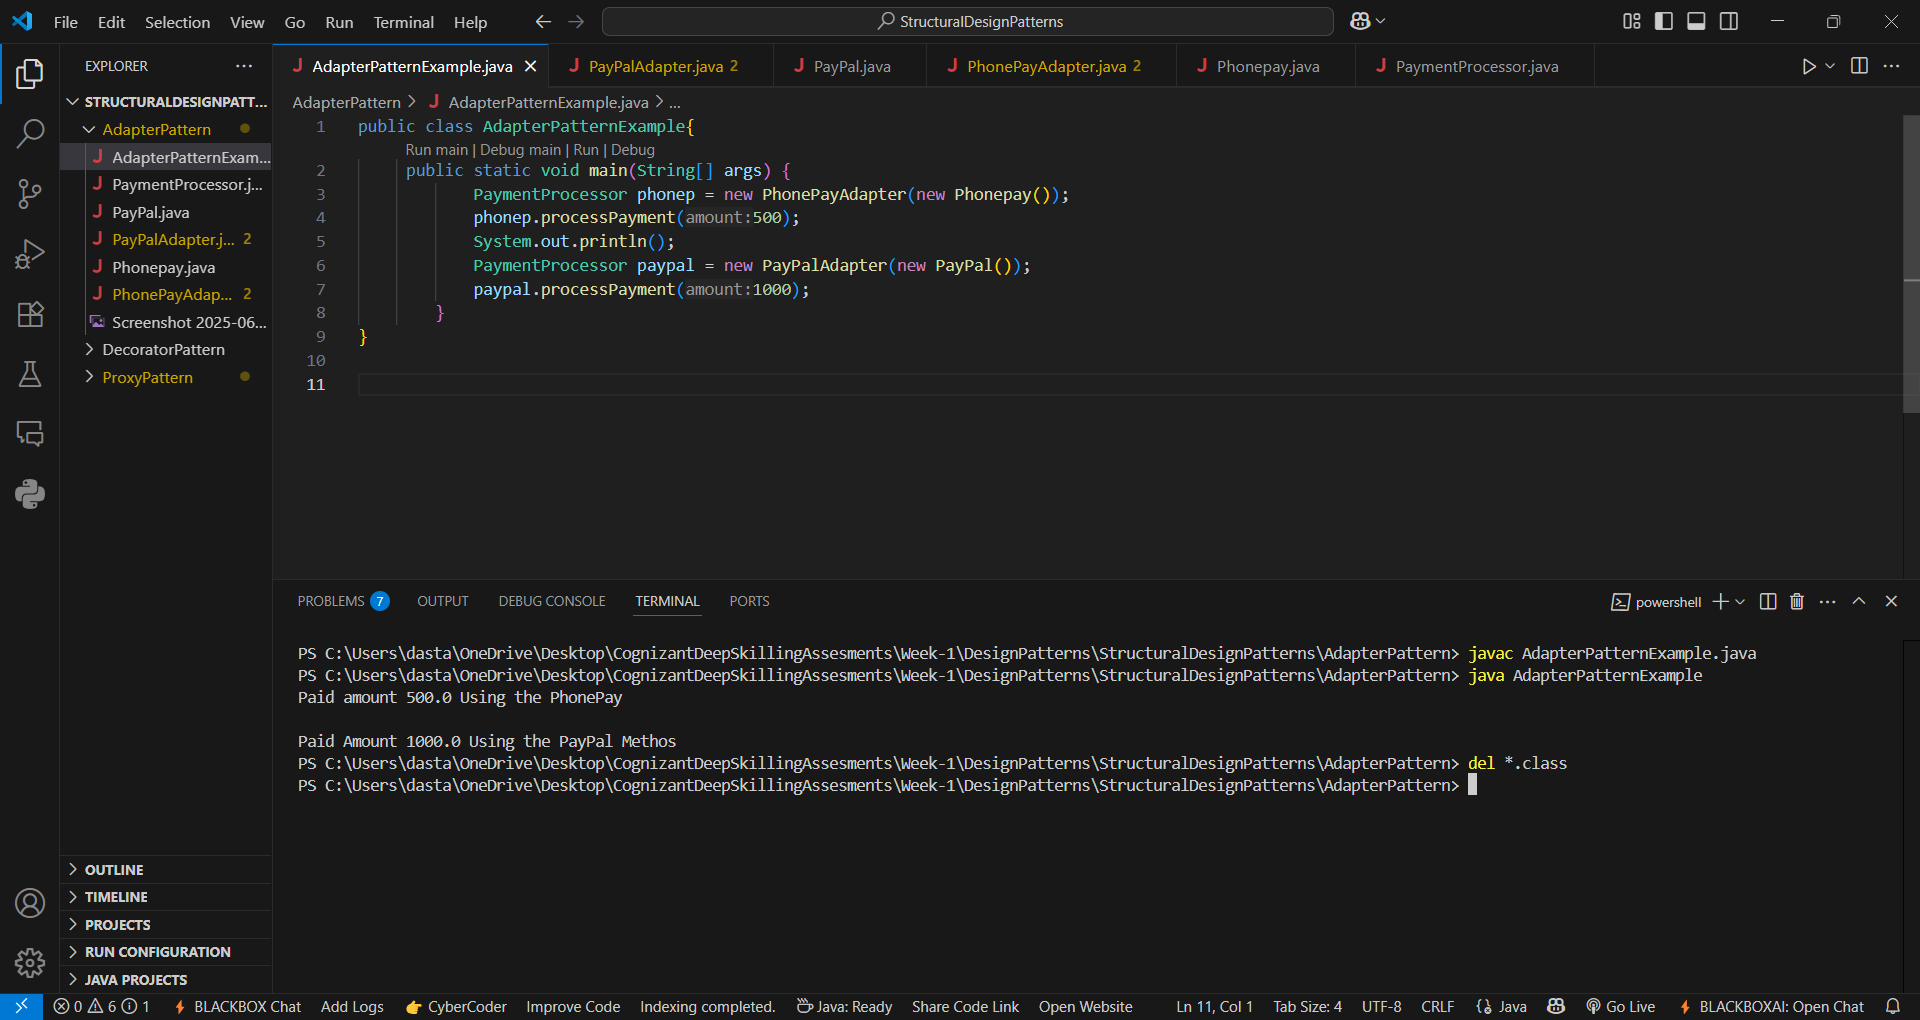 File Edit Selection View Go Run Terminal Help
StructuralDesignPatterns
EXPLORER
AdapterPatternExample.java PayPalAdapter.java 2 PayPal.java PhonePayAdapter.java 2 Phonepay.java PaymentProcessor.java
STRUCTURALDESIGNPATT...
AdapterPattern
AdapterPatternExam...
PaymentProcessor.j...
PayPal.java
PayPalAdapter.j... 2
Phonepay.java
PhonePayAdap... 2
Screenshot 2025-06...
DecoratorPattern
ProxyPattern
OUTLINE
TIMELINE
PROJECTS
RUN CONFIGURATION
JAVA PROJECTS
AdapterPattern > AdapterPatternExample.java > ...
1 public class AdapterPatternExample{
Run main | Debug main | Run | Debug
2 public static void main(String[] args) {
3 PaymentProcessor phonep = new PhonePayAdapter(new Phonepay());
4 phonep.processPayment(amount:500);
5 System.out.println();
6 PaymentProcessor paypal = new PayPalAdapter(new PayPal());
7 paypal.processPayment(amount:1000);
8 }
9 }
10
11
PROBLEMS 7 OUTPUT DEBUG CONSOLE TERMINAL PORTS
powershell
PS C:\Users\dasta\OneDrive\Desktop\CognizantDeepSkillingAssesments\Week-1\DesignPatterns\StructuralDesignPatterns\AdapterPattern> javac AdapterPatternExample.java
PS C:\Users\dasta\OneDrive\Desktop\CognizantDeepSkillingAssesments\Week-1\DesignPatterns\StructuralDesignPatterns\AdapterPattern> java AdapterPatternExample
Paid amount 500.0 Using the PhonePay
Paid Amount 1000.0 Using the PayPal Methos
PS C:\Users\dasta\OneDrive\Desktop\CognizantDeepSkillingAssesments\Week-1\DesignPatterns\StructuralDesignPatterns\AdapterPattern> del *.class
PS C:\Users\dasta\OneDrive\Desktop\CognizantDeepSkillingAssesments\Week-1\DesignPatterns\StructuralDesignPatterns\AdapterPattern>
0 6 1 BLACKBOX Chat Add Logs CyberCoder Improve Code Indexing completed. Java: Ready Share Code Link Open Website Ln 11, Col 1 Tab Size: 4 UTF-8 CRLF Java Go Live BLACKBOXAI: Open Chat